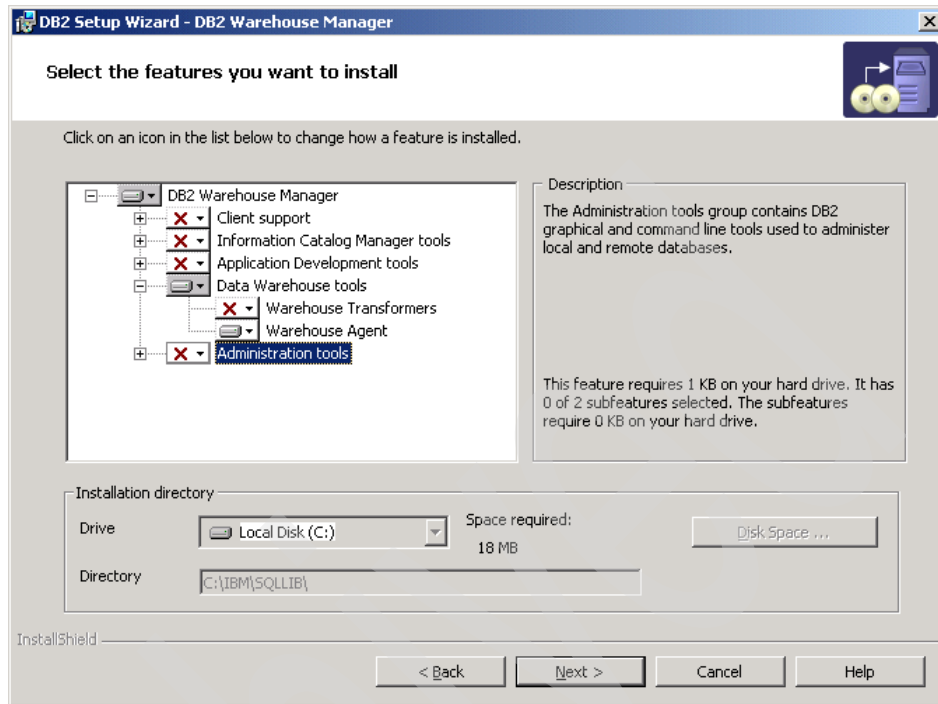 DB2 Setup Wizard - DB2 Warehouse Manager
Select the features you want to install
Click on an icon in the list below to change how a feature is installed.
DB2 Warehouse Manager
Client support
Information Catalog Manager tools
Application Development tools
Data Warehouse tools
Warehouse Transformers
Warehouse Agent
Administration tools
Description
The Administration tools group contains DB2
graphical and command line tools used to administer
local and remote databases.
This feature requires 1 KB on your hard drive. It has
0 of 2 subfeatures selected. The subfeatures
require 0 KB on your hard drive.
Installation directory
Drive
Local Disk (C:)
Space required:
18 MB
Disk Space ...
Directory
C:\IBM\SQLLIB\
InstallShield
< Back
Next >
Cancel
Help